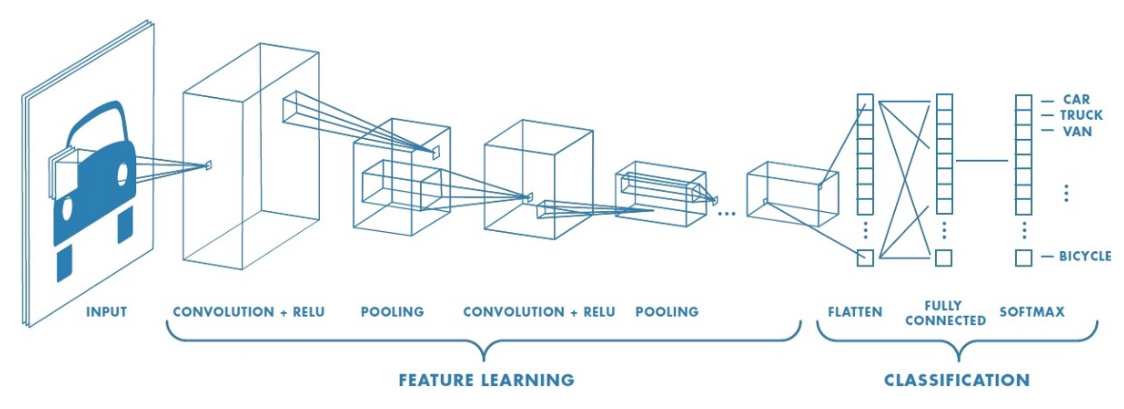 CAR
TRUCK
VAN
BICYCLE
INPUT
CONVOLUTION + RELU
POOLING
CONVOLUTION + RELU
POOLING
FLATTEN
FULLY
CONNECTED
SOFTMAX
FEATURE LEARNING
CLASSIFICATION